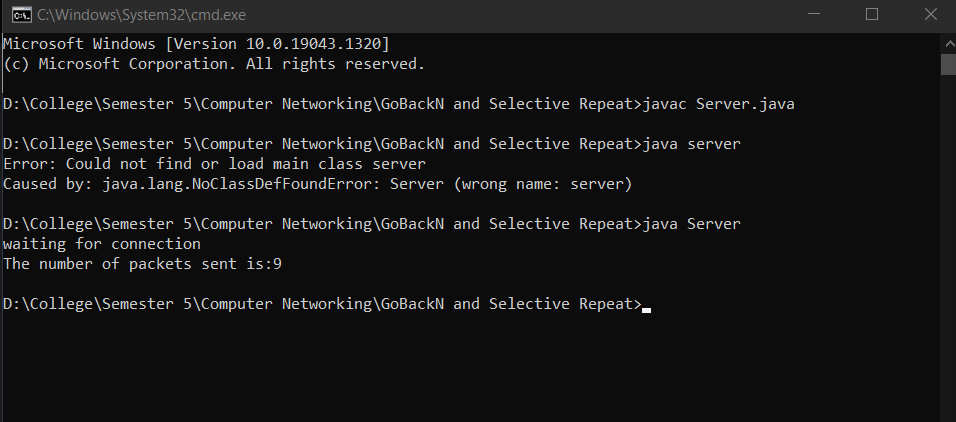 C:\Windows\System32\cmd.exe
Microsoft Windows [Version 10.0.19043.1320]
(c) Microsoft Corporation. All rights reserved.
D:\College\Semester 5\Computer Networking\GoBackN and Selective Repeat>javac Server.java
D:\College\Semester 5\Computer Networking\GoBackN and Selective Repeat>java server
Error: Could not find or load main class server
Caused by: java.lang.NoClassDefFoundError: Server (wrong name: server)
D:\College\Semester 5\Computer Networking\GoBackN and Selective Repeat>java Server
waiting for connection
The number of packets sent is:9
D:\College\Semester 5\Computer Networking\GoBackN and Selective Repeat>